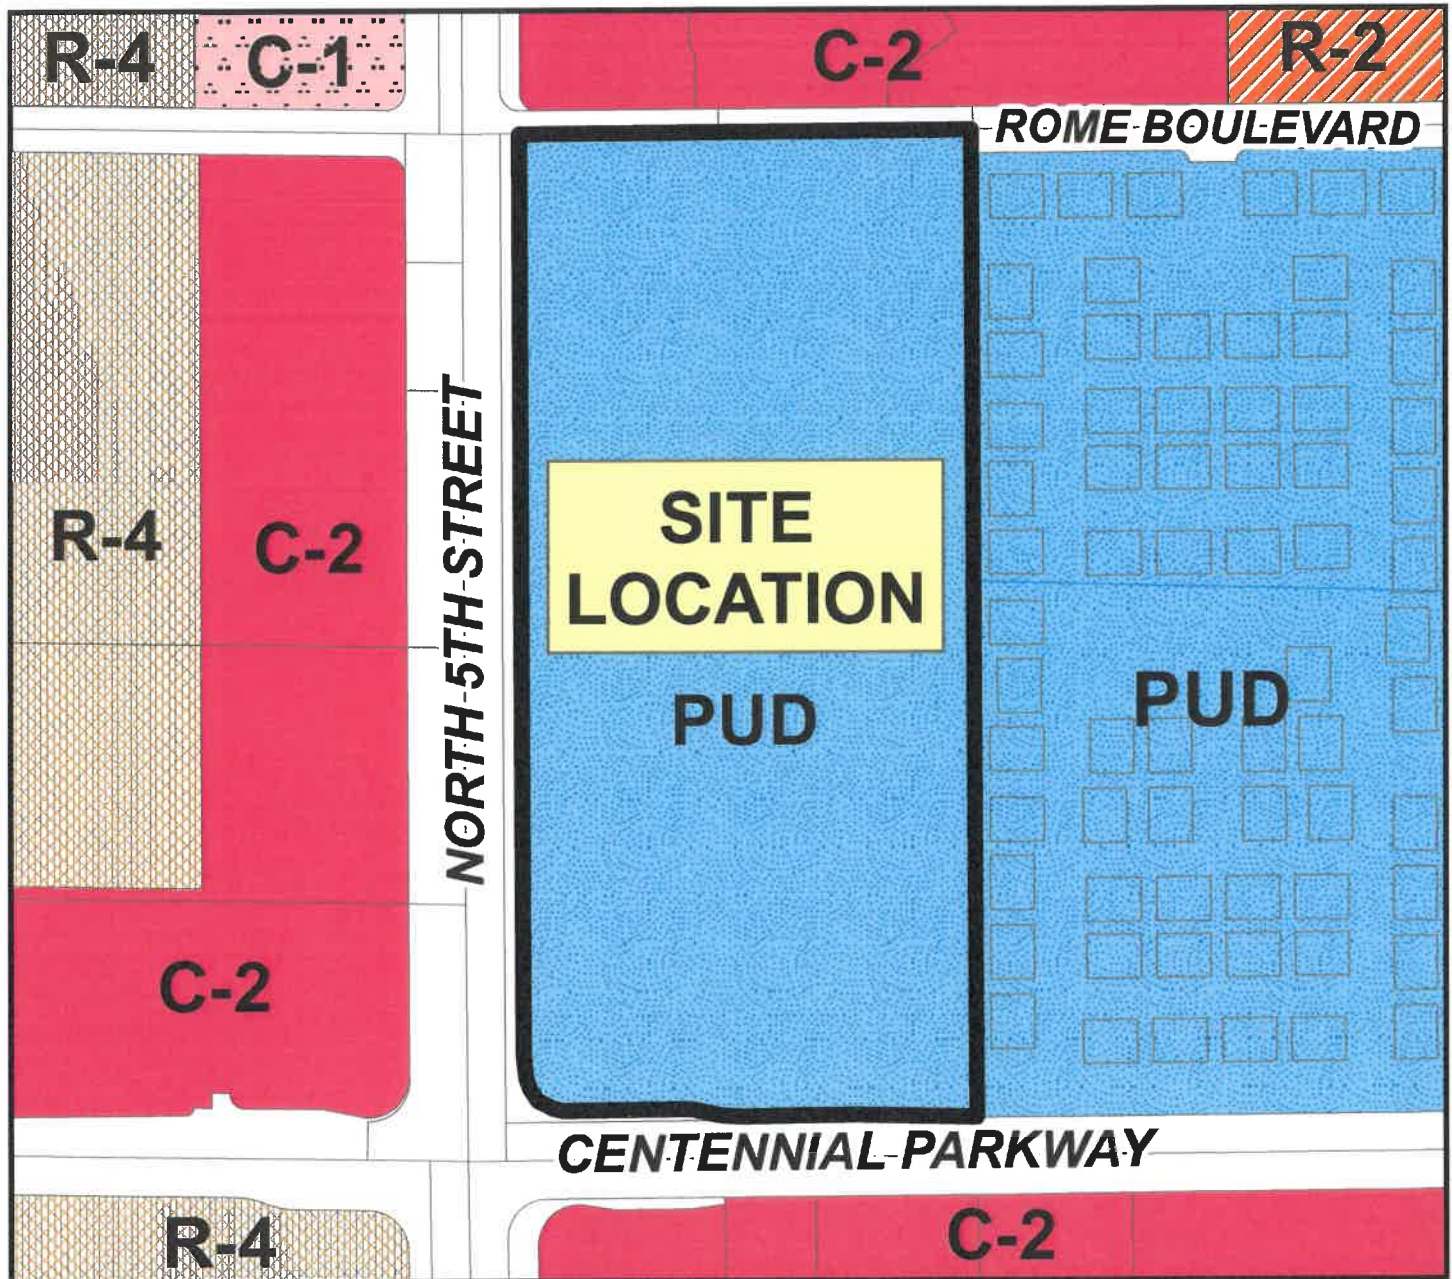 R-4
C-1
C-2
R-2
ROME BOULEVARD
R-4
C-2
NORTH 5TH STREET
SITE
LOCATION
PUD
PUD
C-2
CENTENNIAL PARKWAY
R-4
C-2